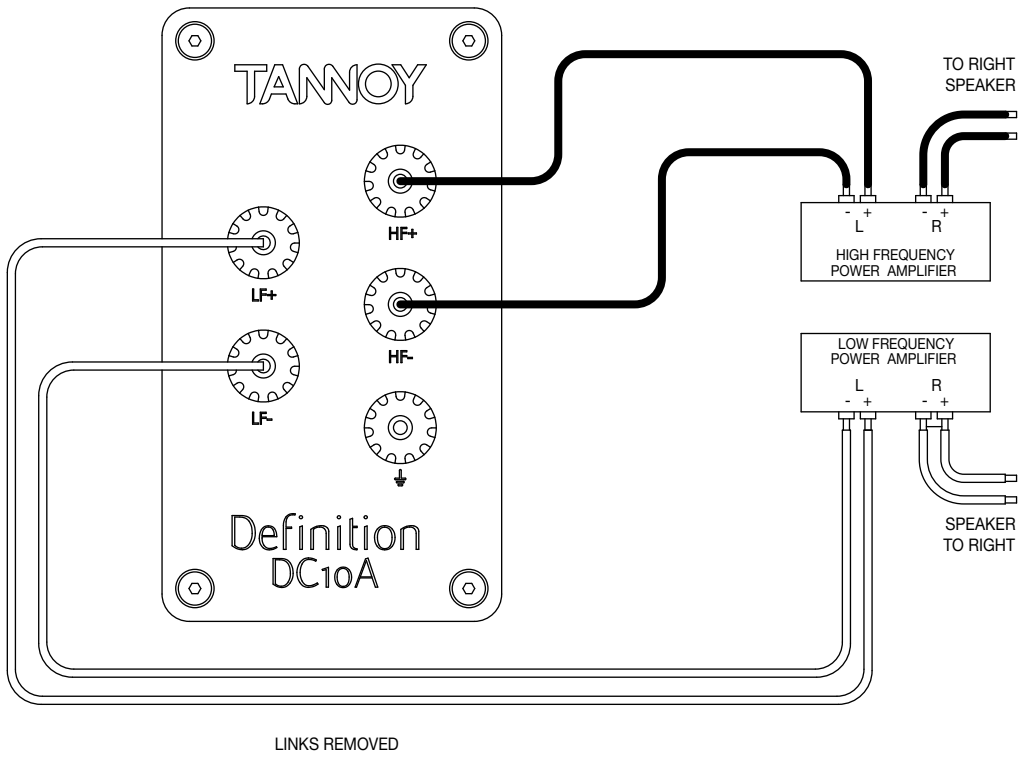 TANNOY
HF+
LF+
HF-
LF-
Definition
DC10A
TO RIGHT
SPEAKER
- + - +
L R
HIGH FREQUENCY
POWER AMPLIFIER
LOW FREQUENCY
POWER AMPLIFIER
L R
- + - +
SPEAKER
TO RIGHT
LINKS REMOVED